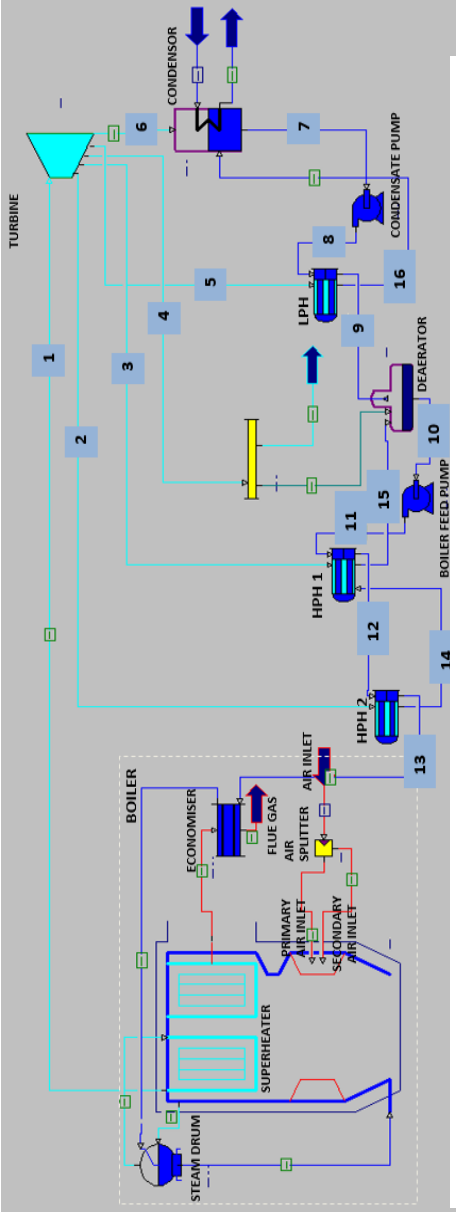 TURBINE
1
2
3
4
5
6
CONDENSOR
7
CONDENSATE PUMP
8
16
LPH
9
DEAERATOR
10
BOILER FEED PUMP
11
15
HPH 1
12
14
HPH 2
13
BOILER
ECONOMISER
FLUE GAS
AIR INLET
AIR
SPLITTER
PRIMARY
AIR INLET
SECONDARY
AIR INLET
SUPERHEATER
STEAM DRUM